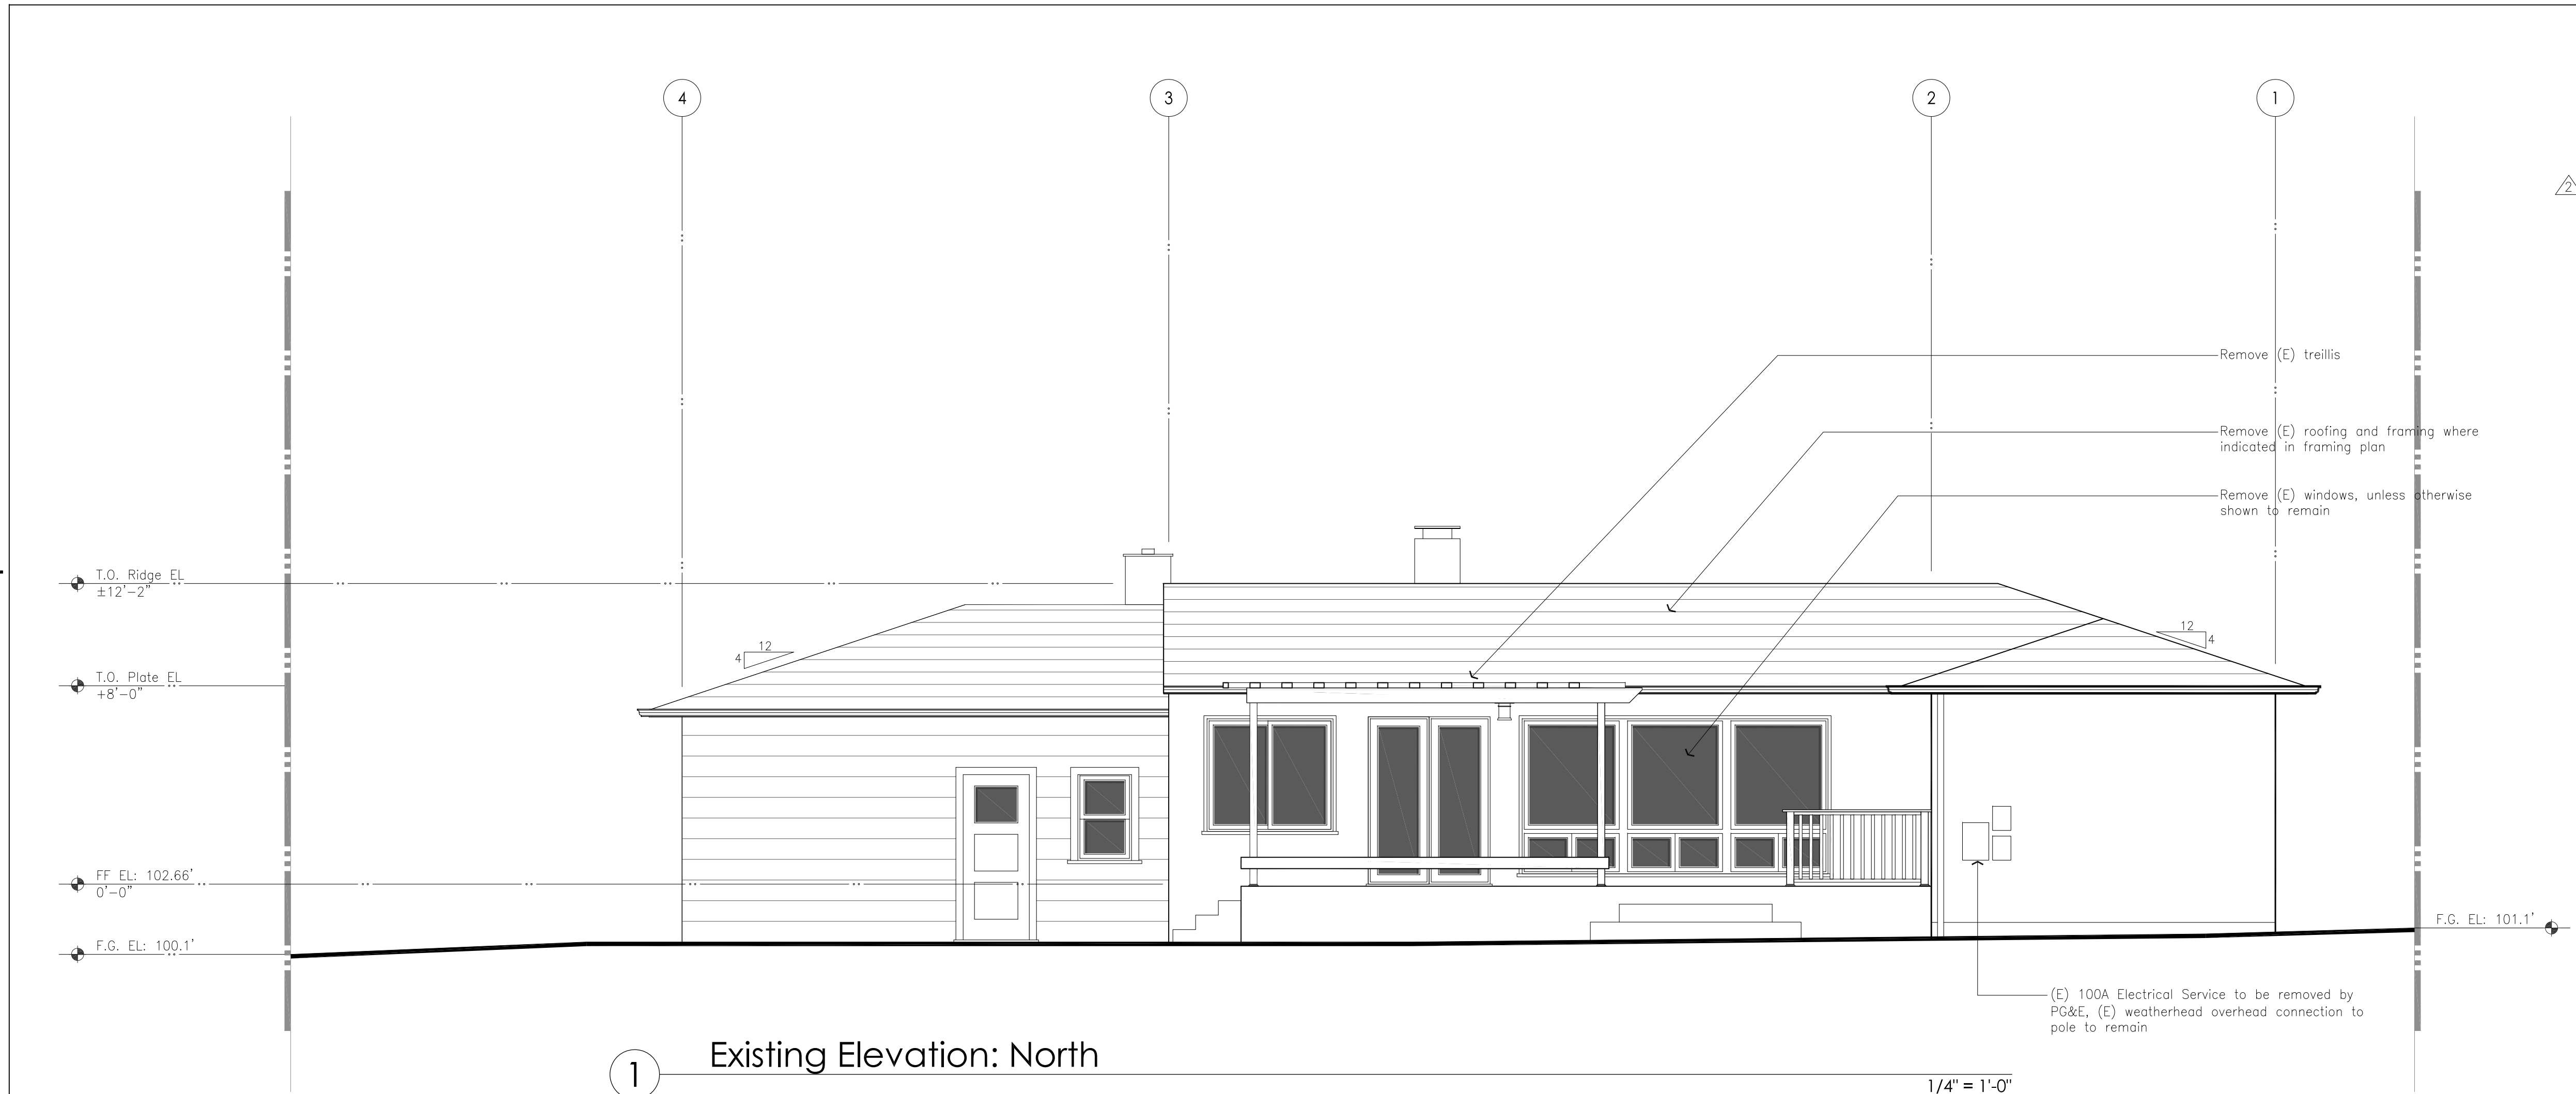 4
3
2
1
2
Remove (E) treillis
Remove (E) roofing and framing where
indicated in framing plan
Remove (E) windows, unless otherwise
shown to remain
T.O. Ridge EL
±12'-2"
12
4
12
4
T.O. Plate EL
+8'-0"
FF EL: 102.66'
0'-0"
F.G. EL: 100.1'
F.G. EL: 101.1'
(E) 100A Electrical Service to be removed by
PG&E, (E) weatherhead overhead connection to
pole to remain
1
Existing Elevation: North
1/4" = 1'-0"